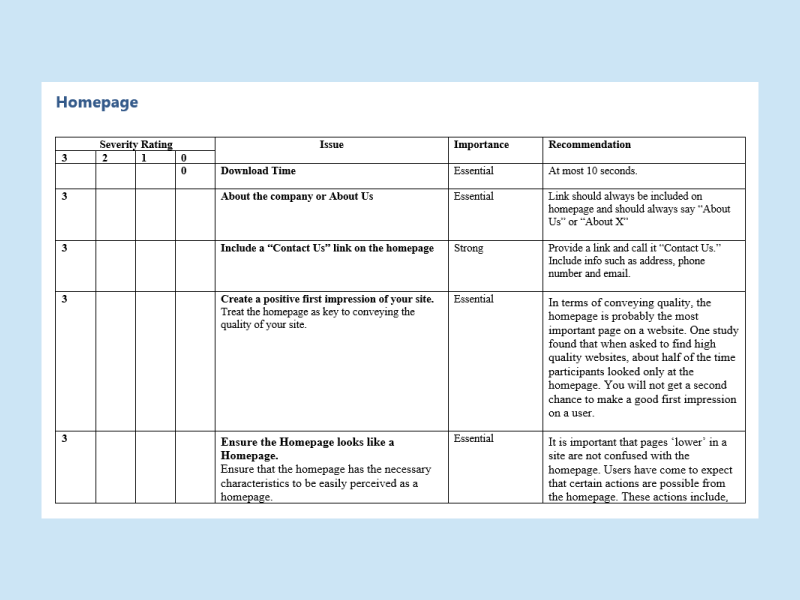 Homepage
Severity Rating Issue Importance Recommendation
3 2 1 0
0 Download Time Essential At most 10 seconds.
3 About the company or About Us Essential Link should always be included on
homepage and should always say “About
Us” or “About X”
3 Include a “Contact Us” link on the homepage Strong Provide a link and call it “Contact Us.”
Include info such as address, phone
number and email.
3 Create a positive first impression of your site. Essential
Treat the homepage as key to conveying the
quality of your site.
In terms of conveying quality, the
homepage is probably the most
important page on a website. One study
found that when asked to find high
quality websites, about half of the time
participants looked only at the
homepage. You will not get a second
chance to make a good first impression
on a user.
3 Ensure the Homepage looks like a Essential
Homepage.
Ensure that the homepage has the necessary
characteristics to be easily perceived as a
homepage.
It is important that pages ‘lower’ in a
site are not confused with the
homepage. Users have come to expect
that certain actions are possible from
the homepage. These actions include,